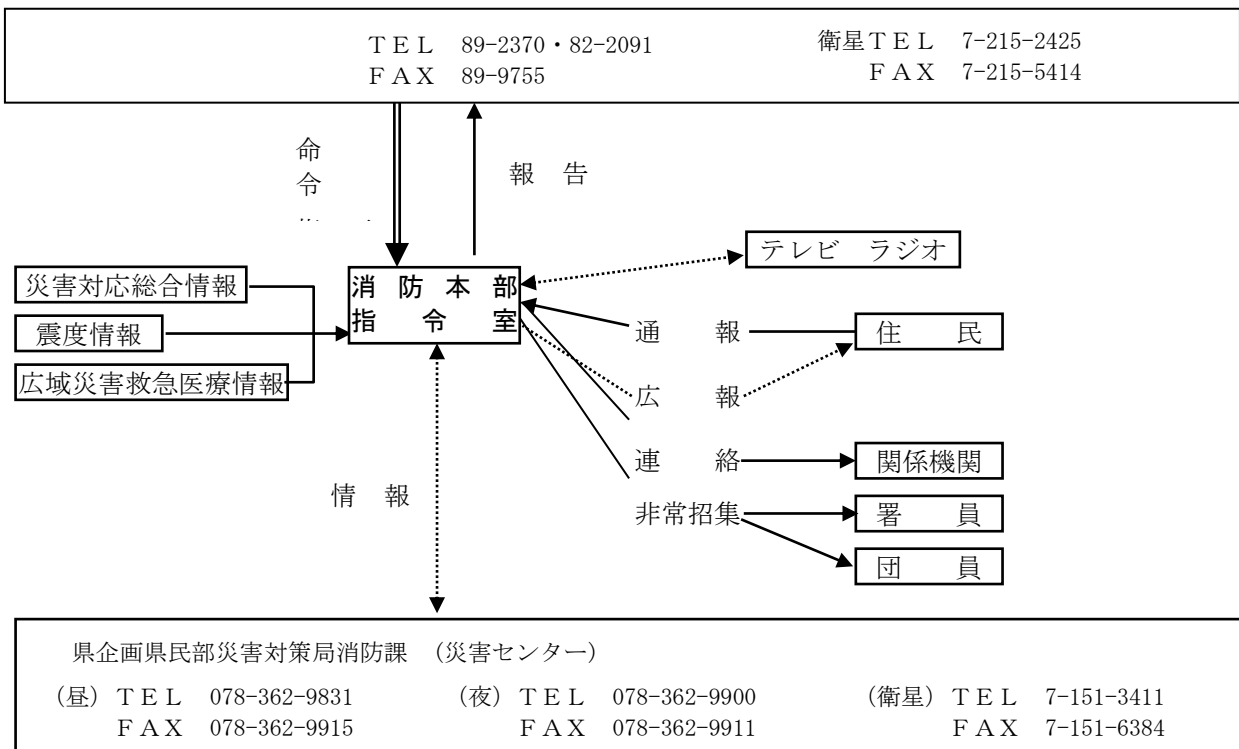 TEL 89-2370・82-2091 衛星TEL 7-215-2425
FAX 89-9755 FAX 7-215-5414
命
令
報 告
テレビ ラジオ
災害対応総合情報
消 防 本 部
指 令 室
震度情報
通 報
住 民
広域災害救急医療情報
広 報
連 絡
関係機関
情 報
非常招集
署 員
団 員
県企画県民部災害対策局消防課 (災害センター)
(昼) TEL 078-362-9831 (夜) TEL 078-362-9900 (衛星) TEL 7-151-3411
FAX 078-362-9915 FAX 078-362-9911 FAX 7-151-6384